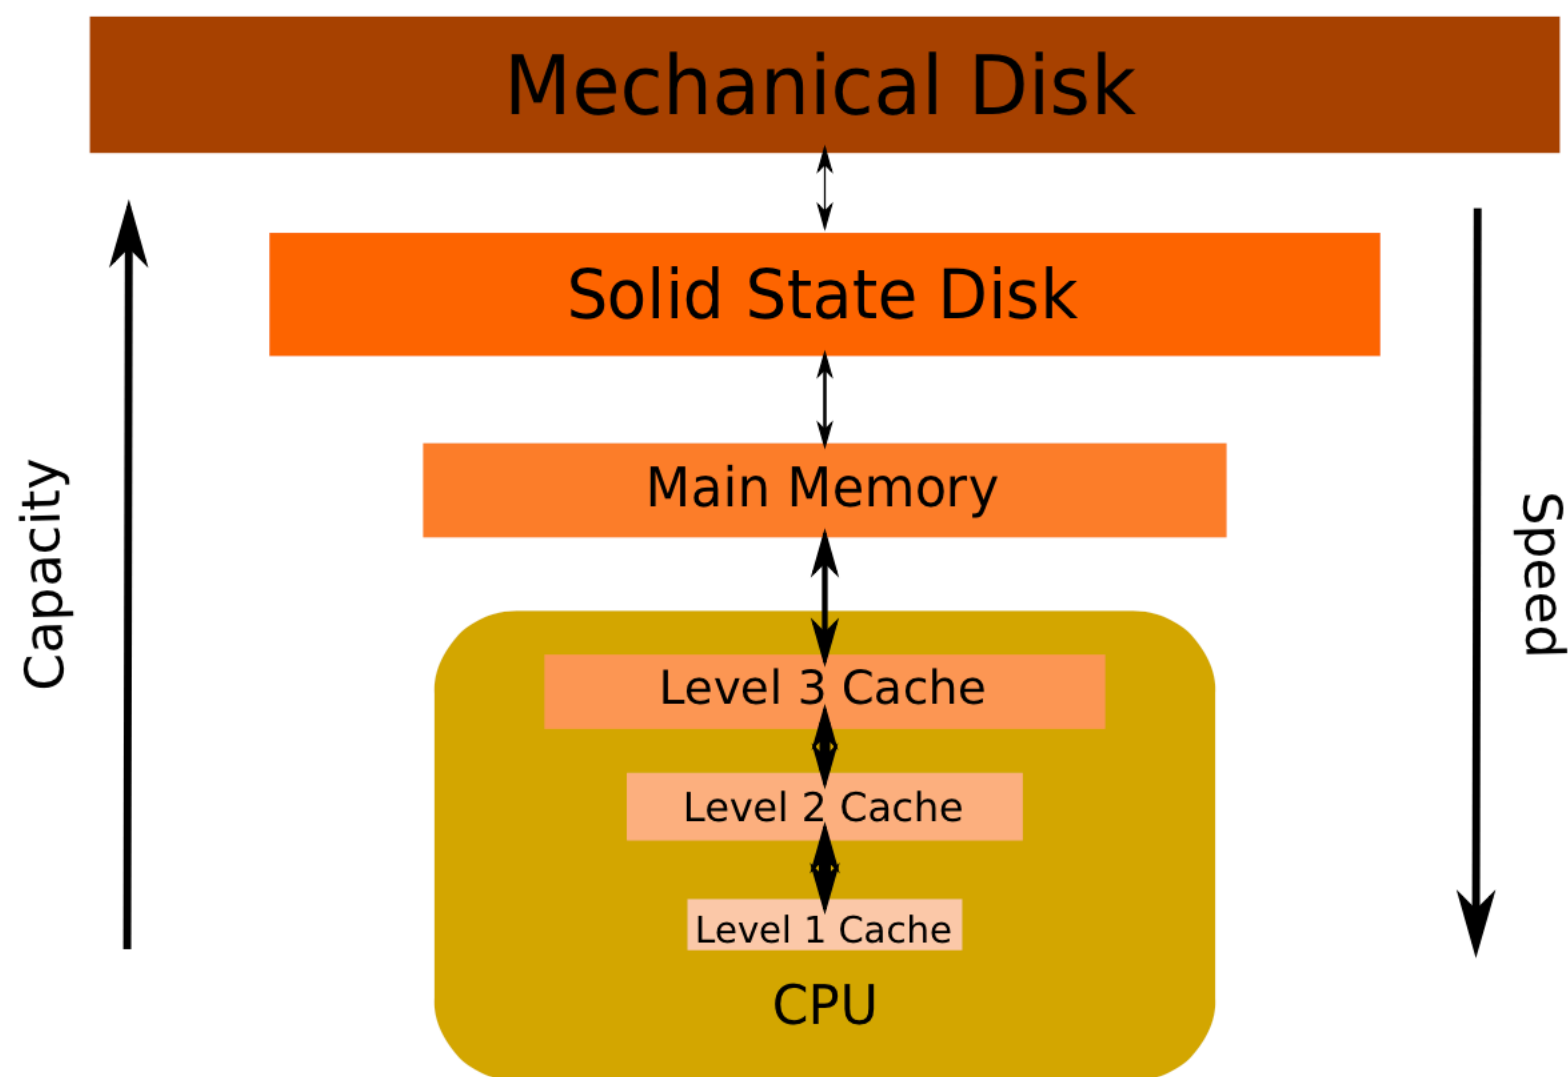 Mechanical Disk
Solid State Disk
Main Memory
Capacity
Speed
Level 3 Cache
Level 2 Cache
Level 1 Cache
CPU